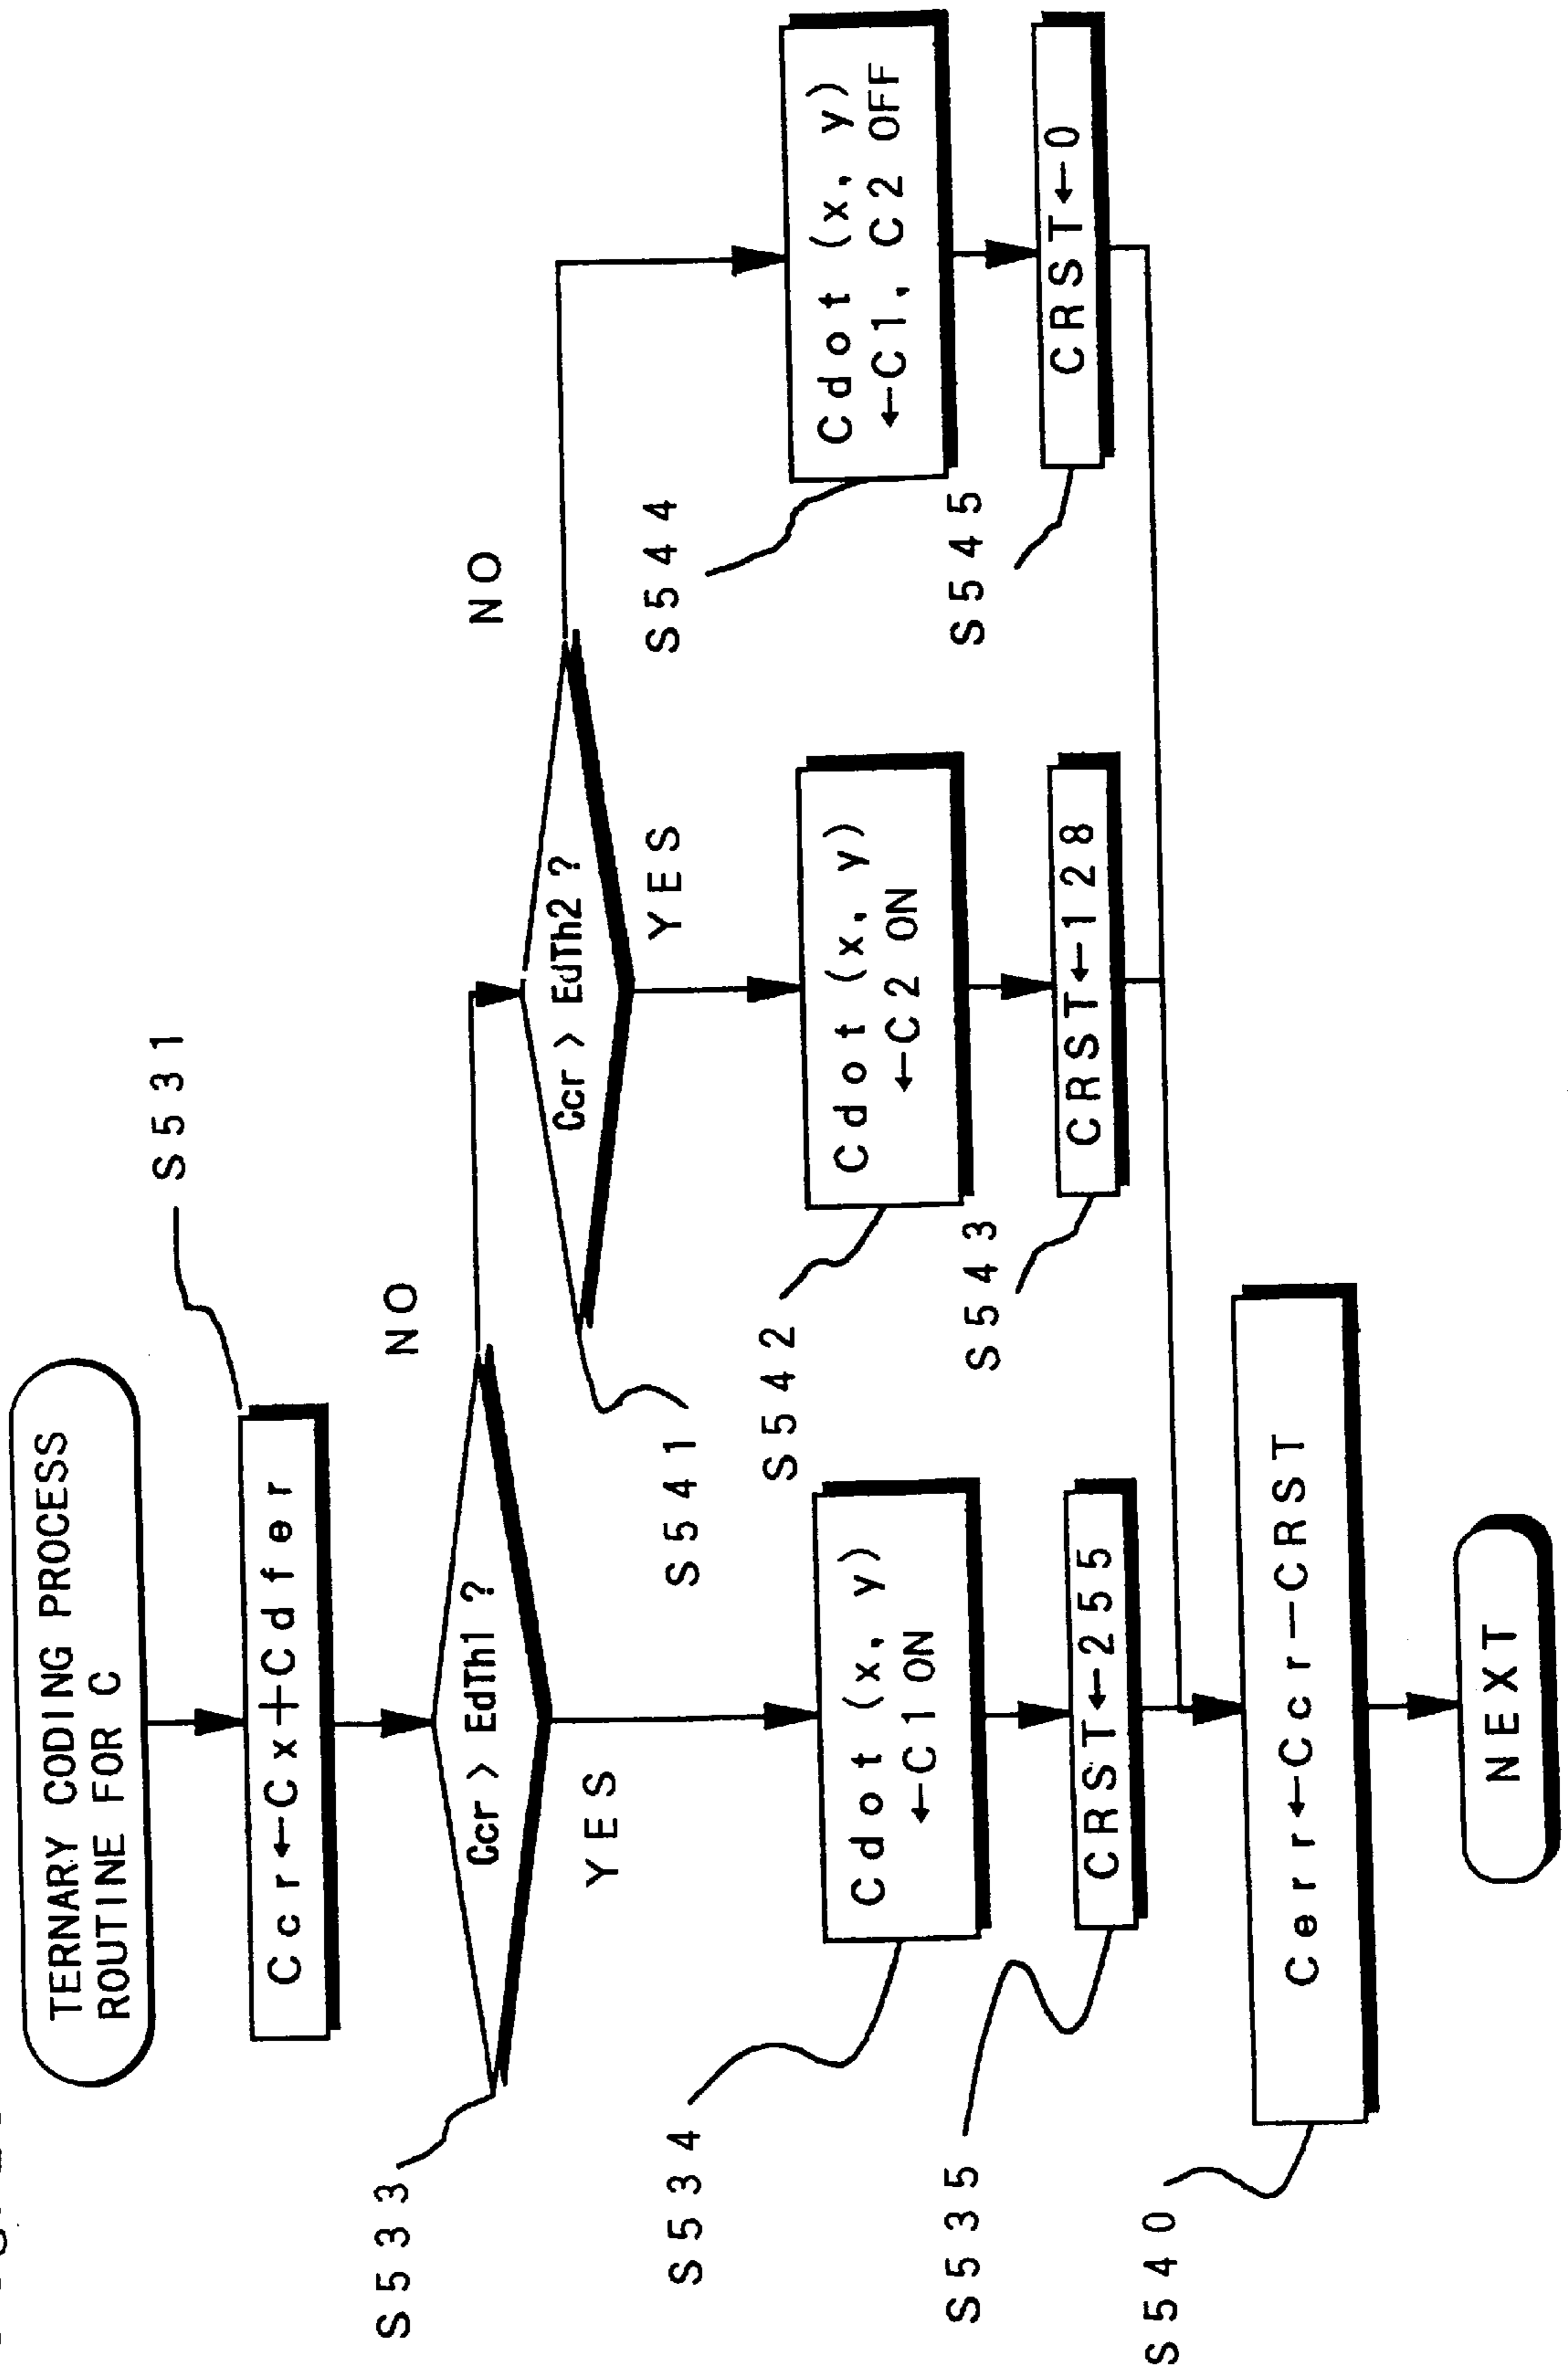 TERNARY CODING PROCESS
ROUTINE FOR C
S531
Ccr←Cx+Cdfer
S533
Ccr > EdTh1 ?
NO
YES
S541
Ccr > EdTh2 ?
NO
YES
S534
Cdot (x, y)
←C1 ON
S542
Cdot (x, y)
←C2 ON
S544
Cdot (x, y)
←C1, C2 OFF
S535
CRST←255
S543
CRST←128
S545
CRST←0
S540
Cerr←Ccr−CRST
NEXT